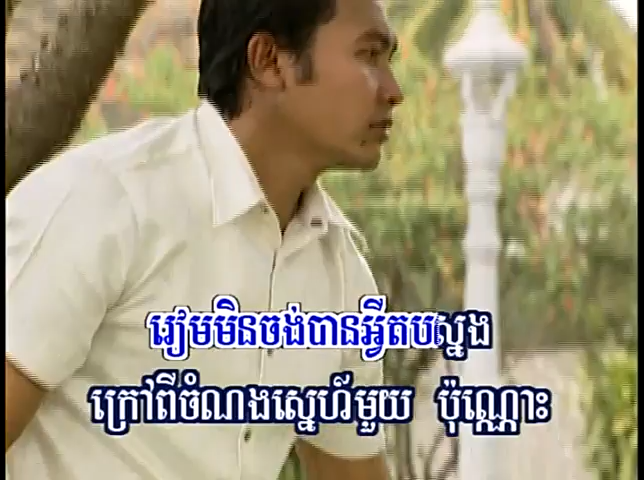 រៀមមិនចង់បានអ្វីតបស្នង
ក្រៅពីចំណងស្នេហ៍មួយ ប៉ុណ្ណោះ